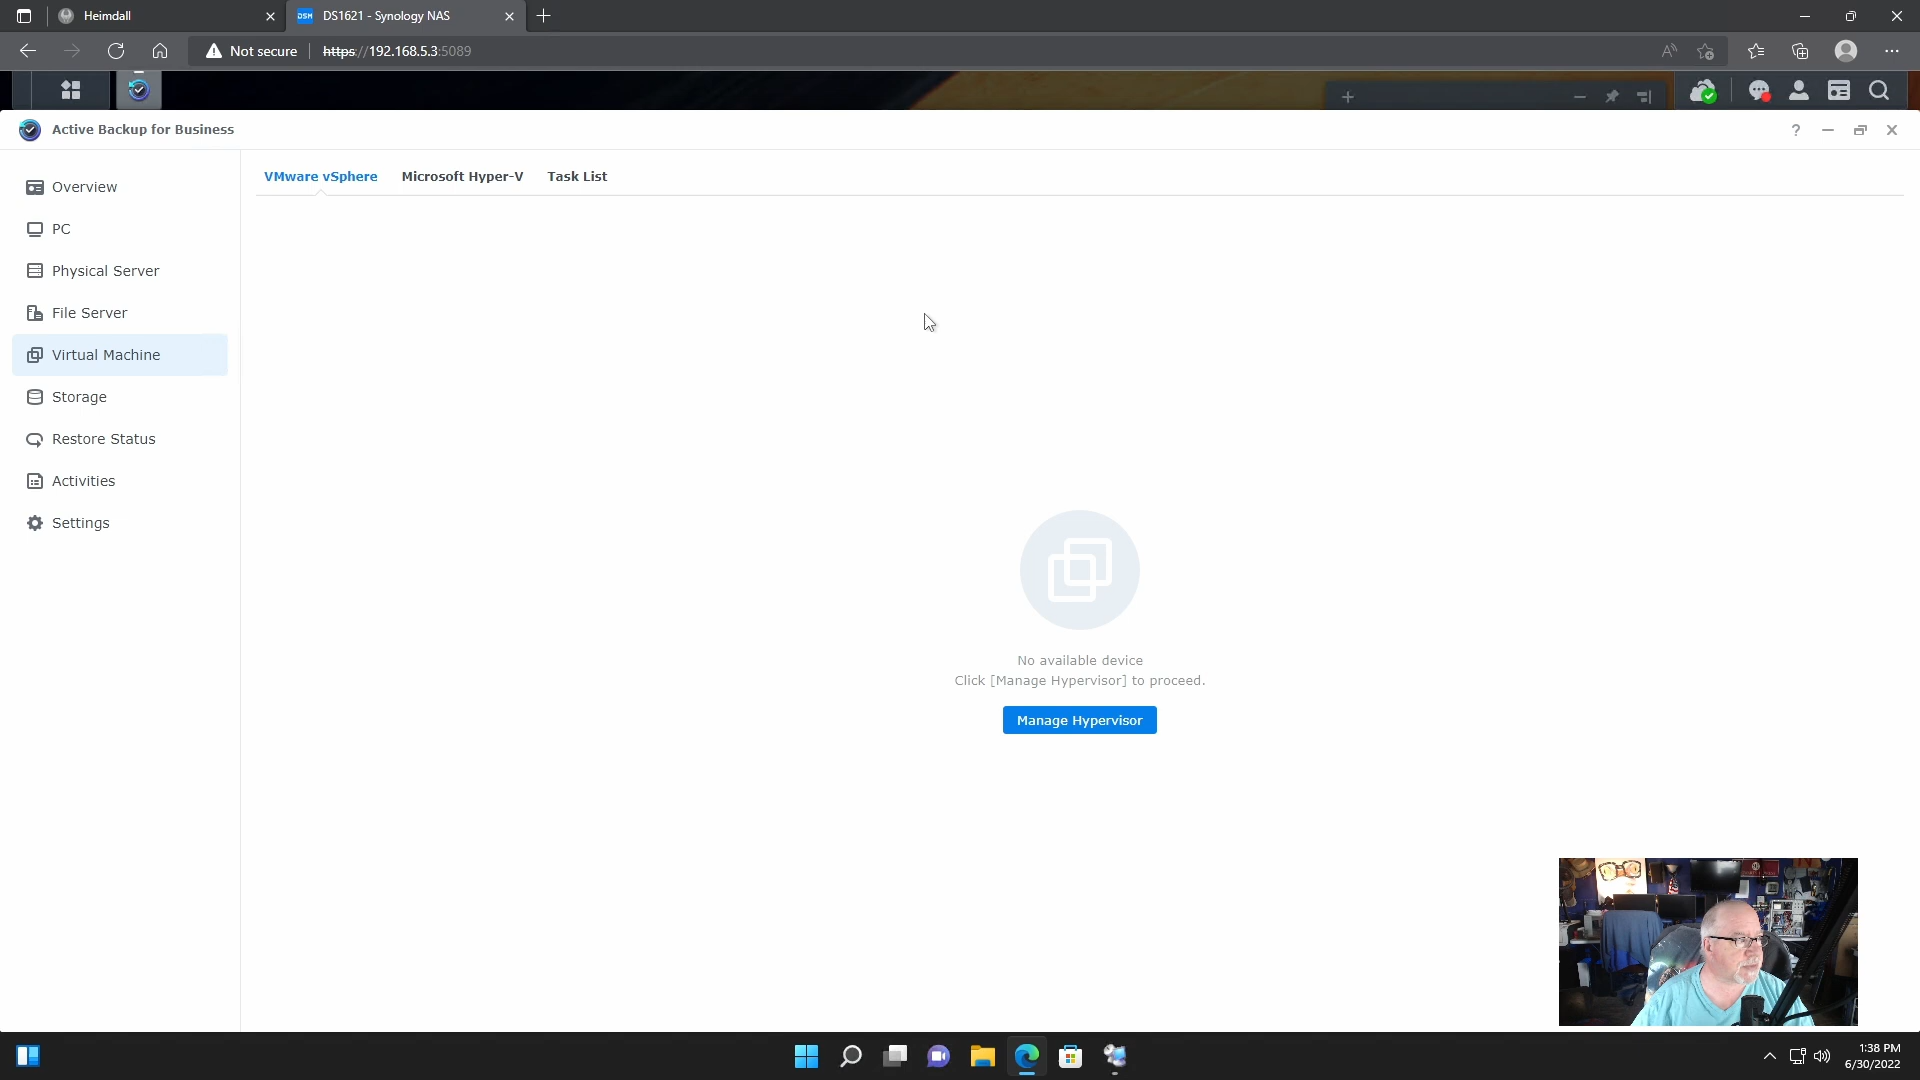 Heimdall
DSM
DS1621 - Synology NAS
Not secure
https://192.168.5.3:5089
Active Backup for Business
Overview
PC
Physical Server
File Server
Virtual Machine
Storage
Restore Status
Activities
Settings
VMware vSphere
Microsoft Hyper-V
Task List
No available device
Click [Manage Hypervisor] to proceed.
Manage Hypervisor
1:38 PM
6/30/2022